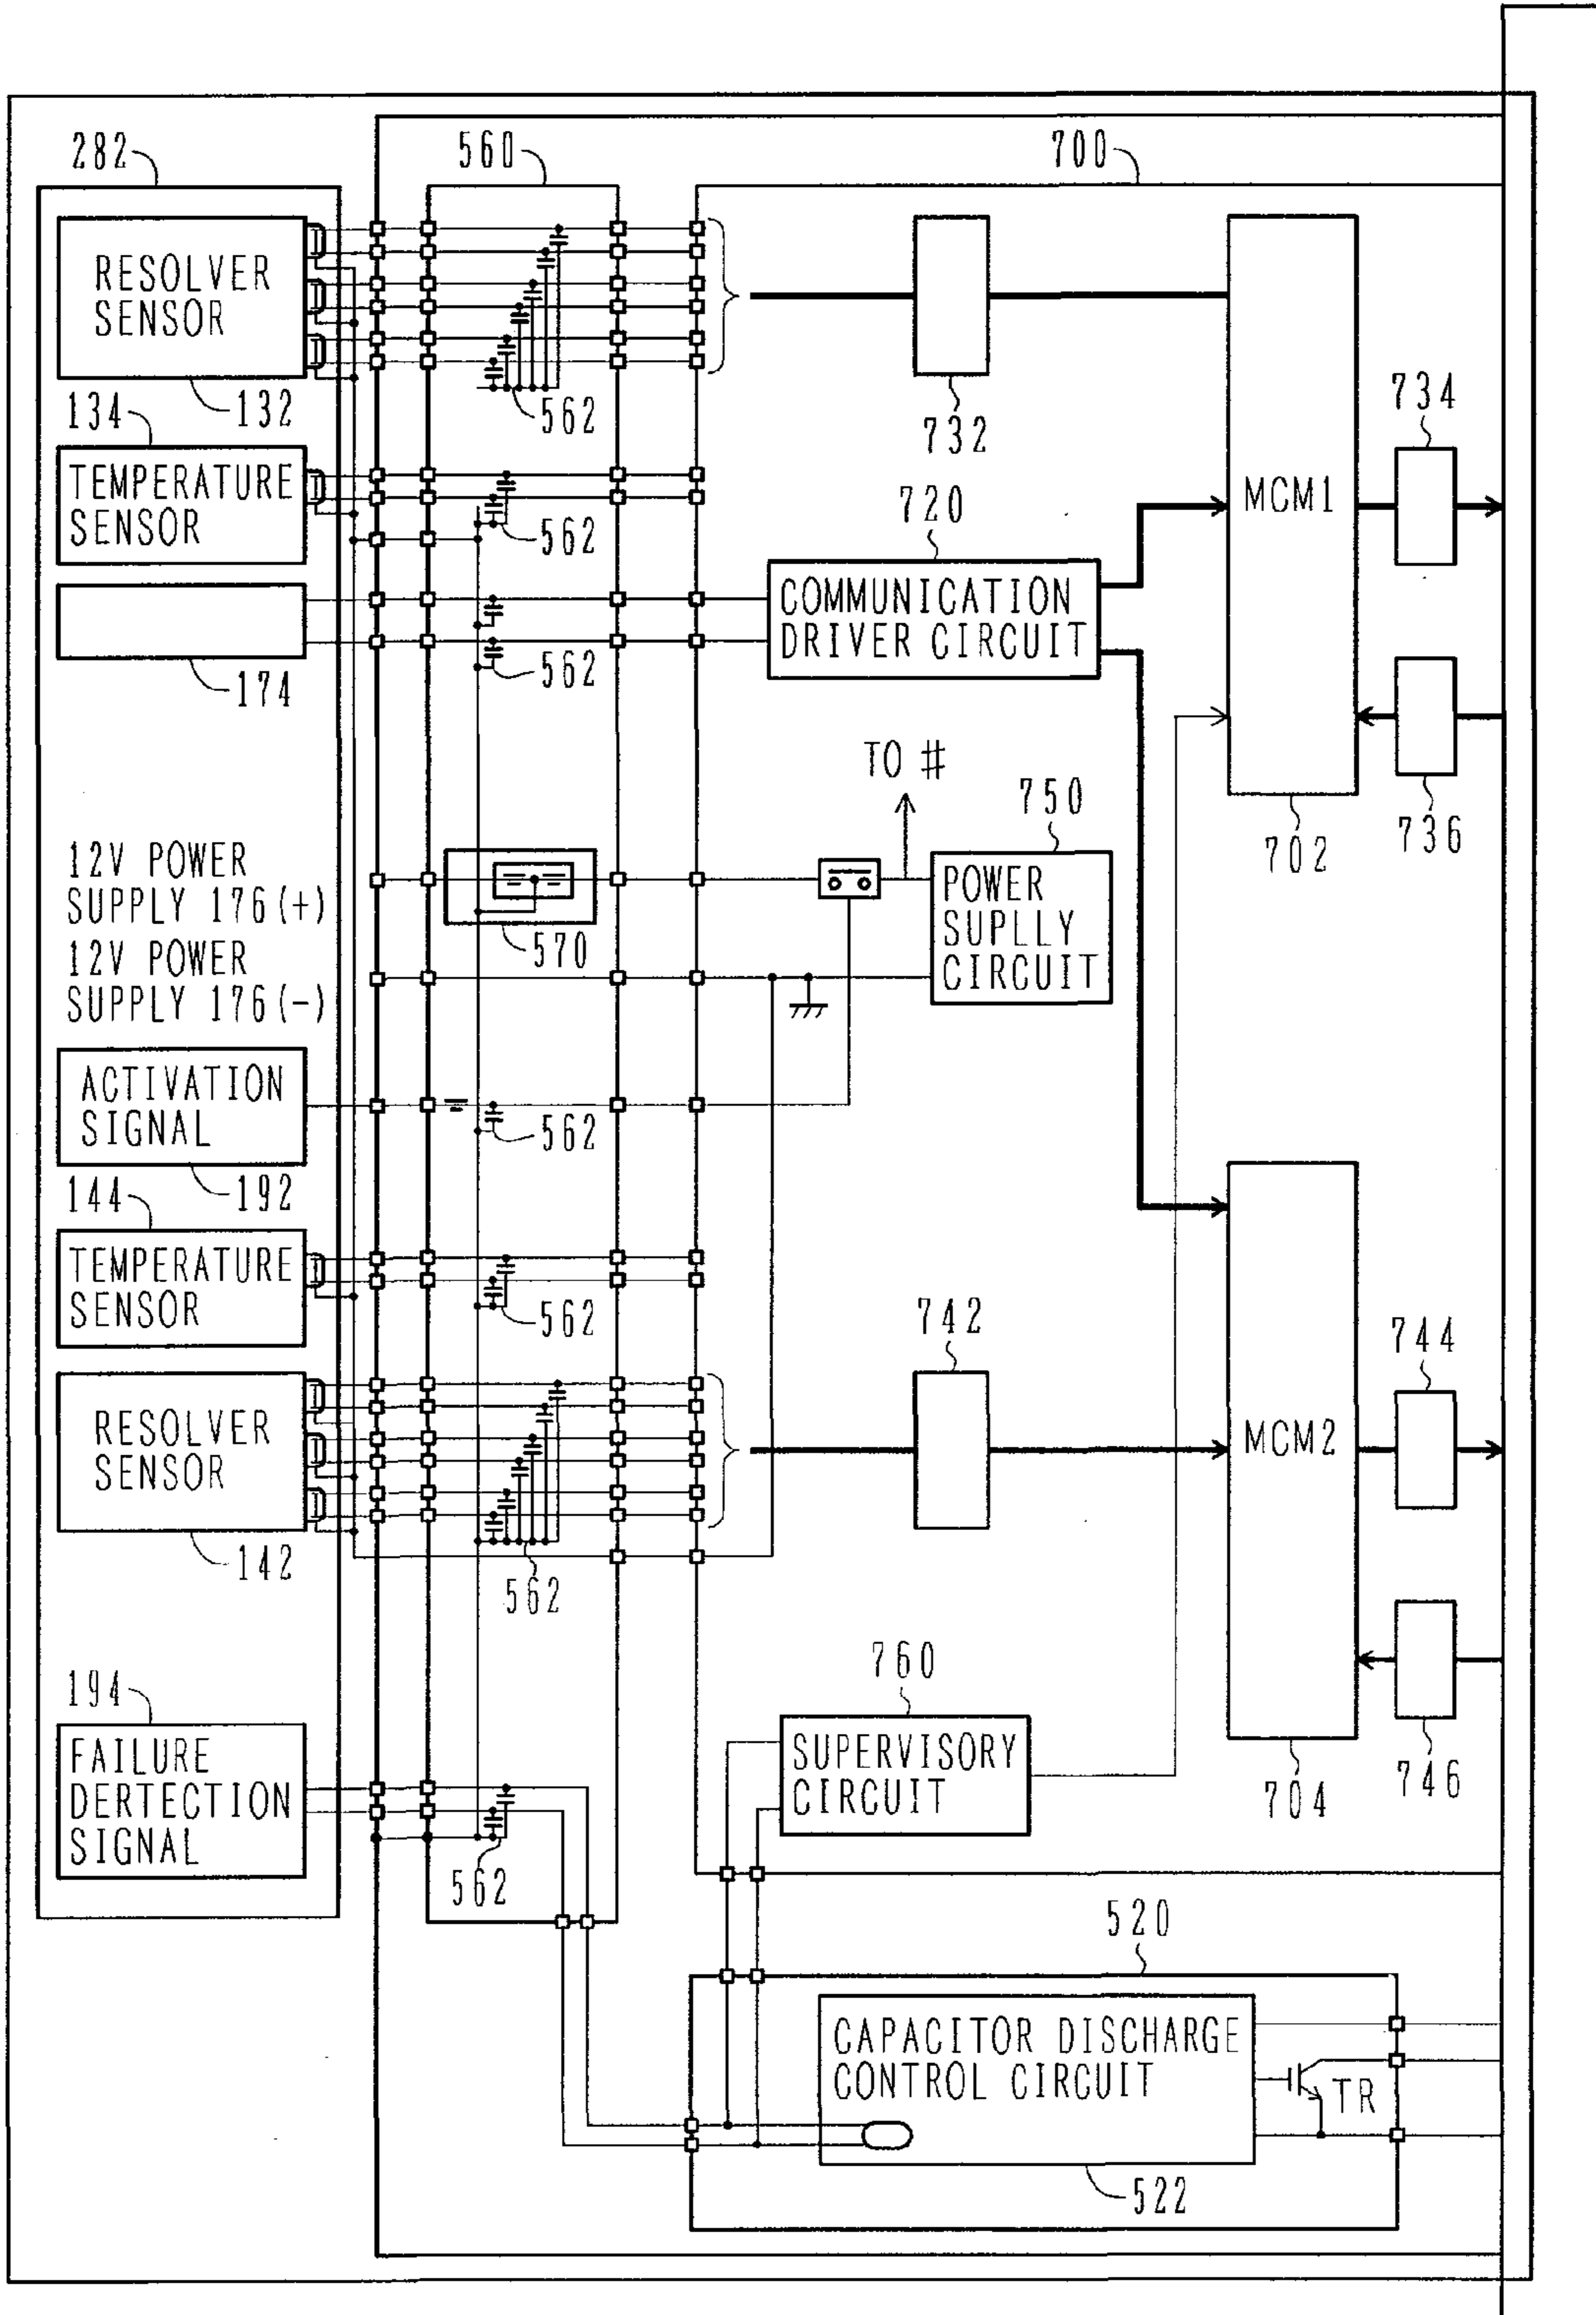 282
560
700
RESOLVER
SENSOR
132
562
732
734
134
TEMPERATURE
SENSOR
562
720
MCM1
COMMUNICATION
DRIVER CIRCUIT
174
562
TO #
750
702
736
12V POWER
SUPPLY 176(+)
12V POWER
SUPPLY 176(-)
570
POWER
SUPLLY
CIRCUIT
ACTIVATION
SIGNAL
192
562
144
TEMPERATURE
SENSOR
562
742
744
RESOLVER
SENSOR
142
562
MCM2
194
FAILURE
DERTECTION
SIGNAL
562
760
SUPERVISORY
CIRCUIT
704
746
520
CAPACITOR DISCHARGE
CONTROL CIRCUIT
TR
522